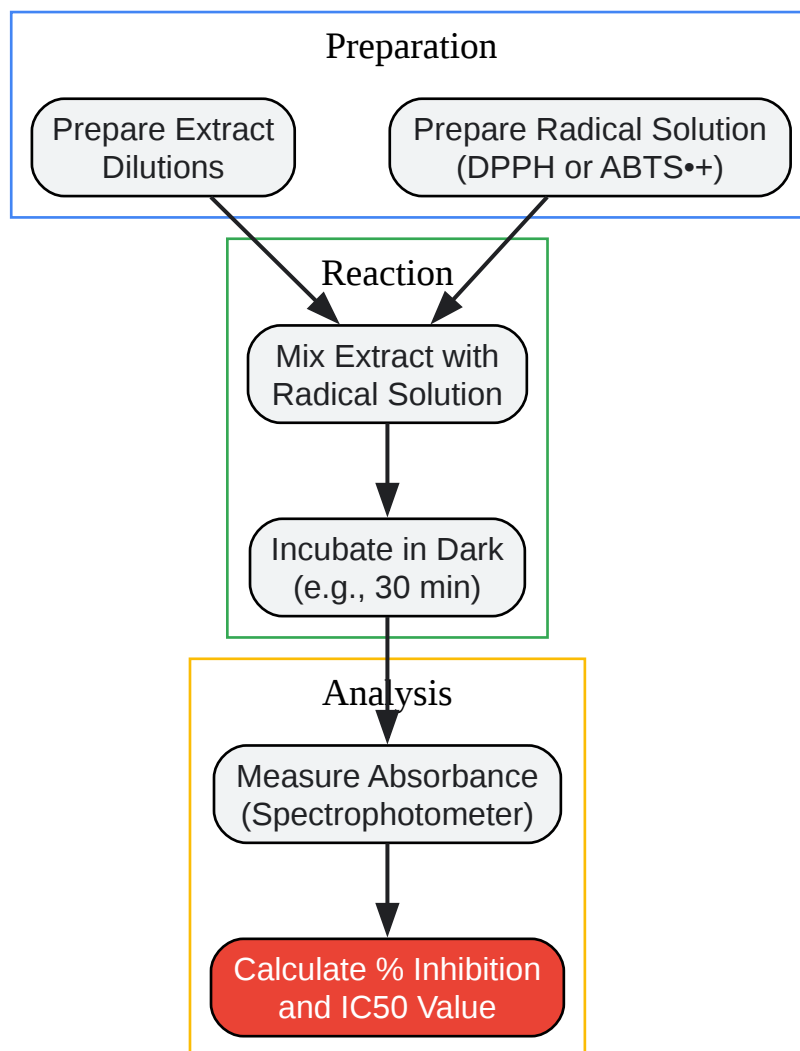 Preparation
Prepare Extract
Dilutions
Prepare Radical Solution
(DPPH or ABTS•+)
Reaction
Mix Extract with
Radical Solution
Incubate in Dark
(e.g., 30 min)
Analysis
Measure Absorbance
(Spectrophotometer)
Calculate % Inhibition
and IC50 Value